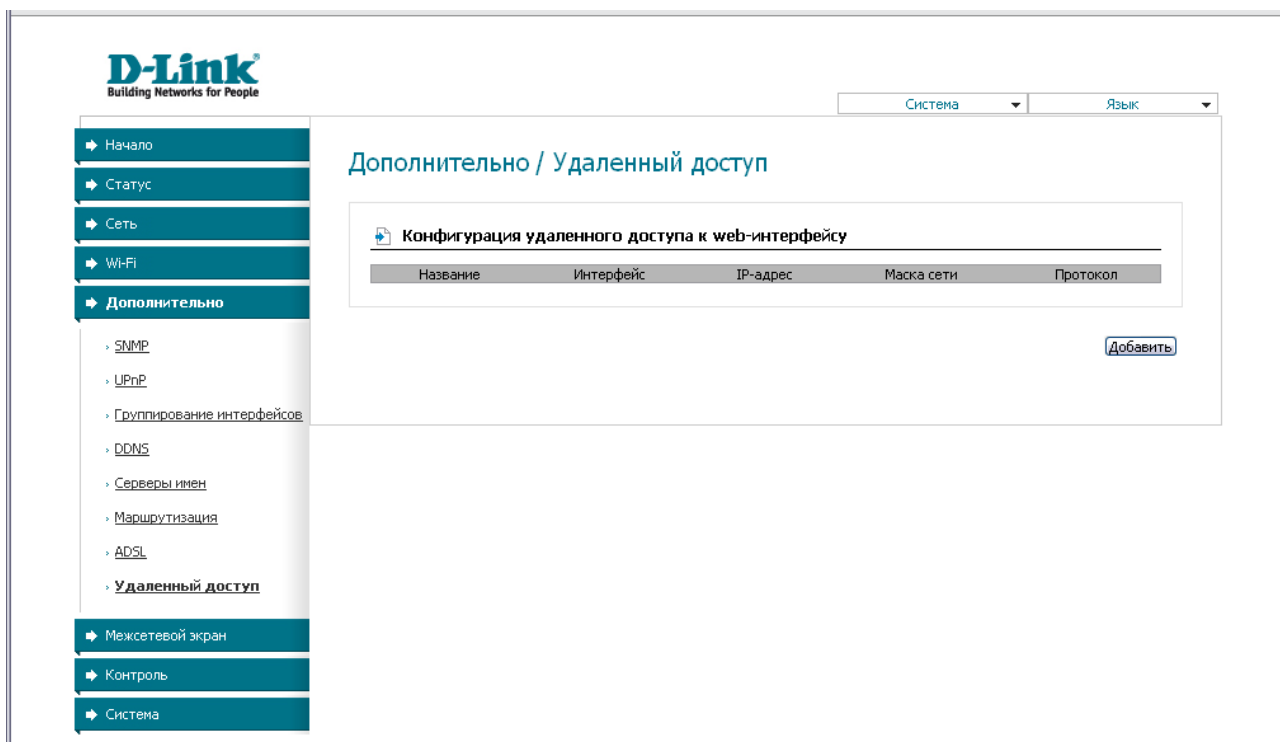 D-Link
Building Networks for People
Система
Язык
Начало
Статус
Сеть
Wi-Fi
Дополнительно
SNMP
UPnP
Группирование интерфейсов
DDNS
Серверы имен
Маршрутизация
ADSL
Удаленный доступ
Межсетевой экран
Контроль
Система
Дополнительно / Удаленный доступ
Конфигурация удаленного доступа к web-интерфейсу
Название Интерфейс IP-адрес Маска сети Протокол
Добавить